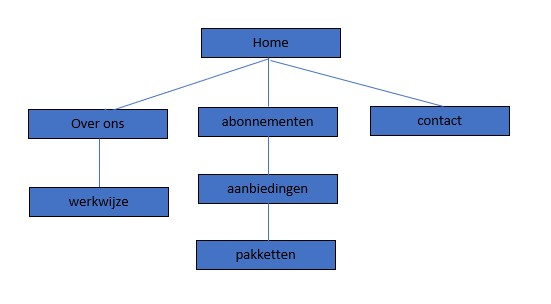 Home
Over ons
abonnementen
contact
werkwijze
aanbiedingen
pakketten